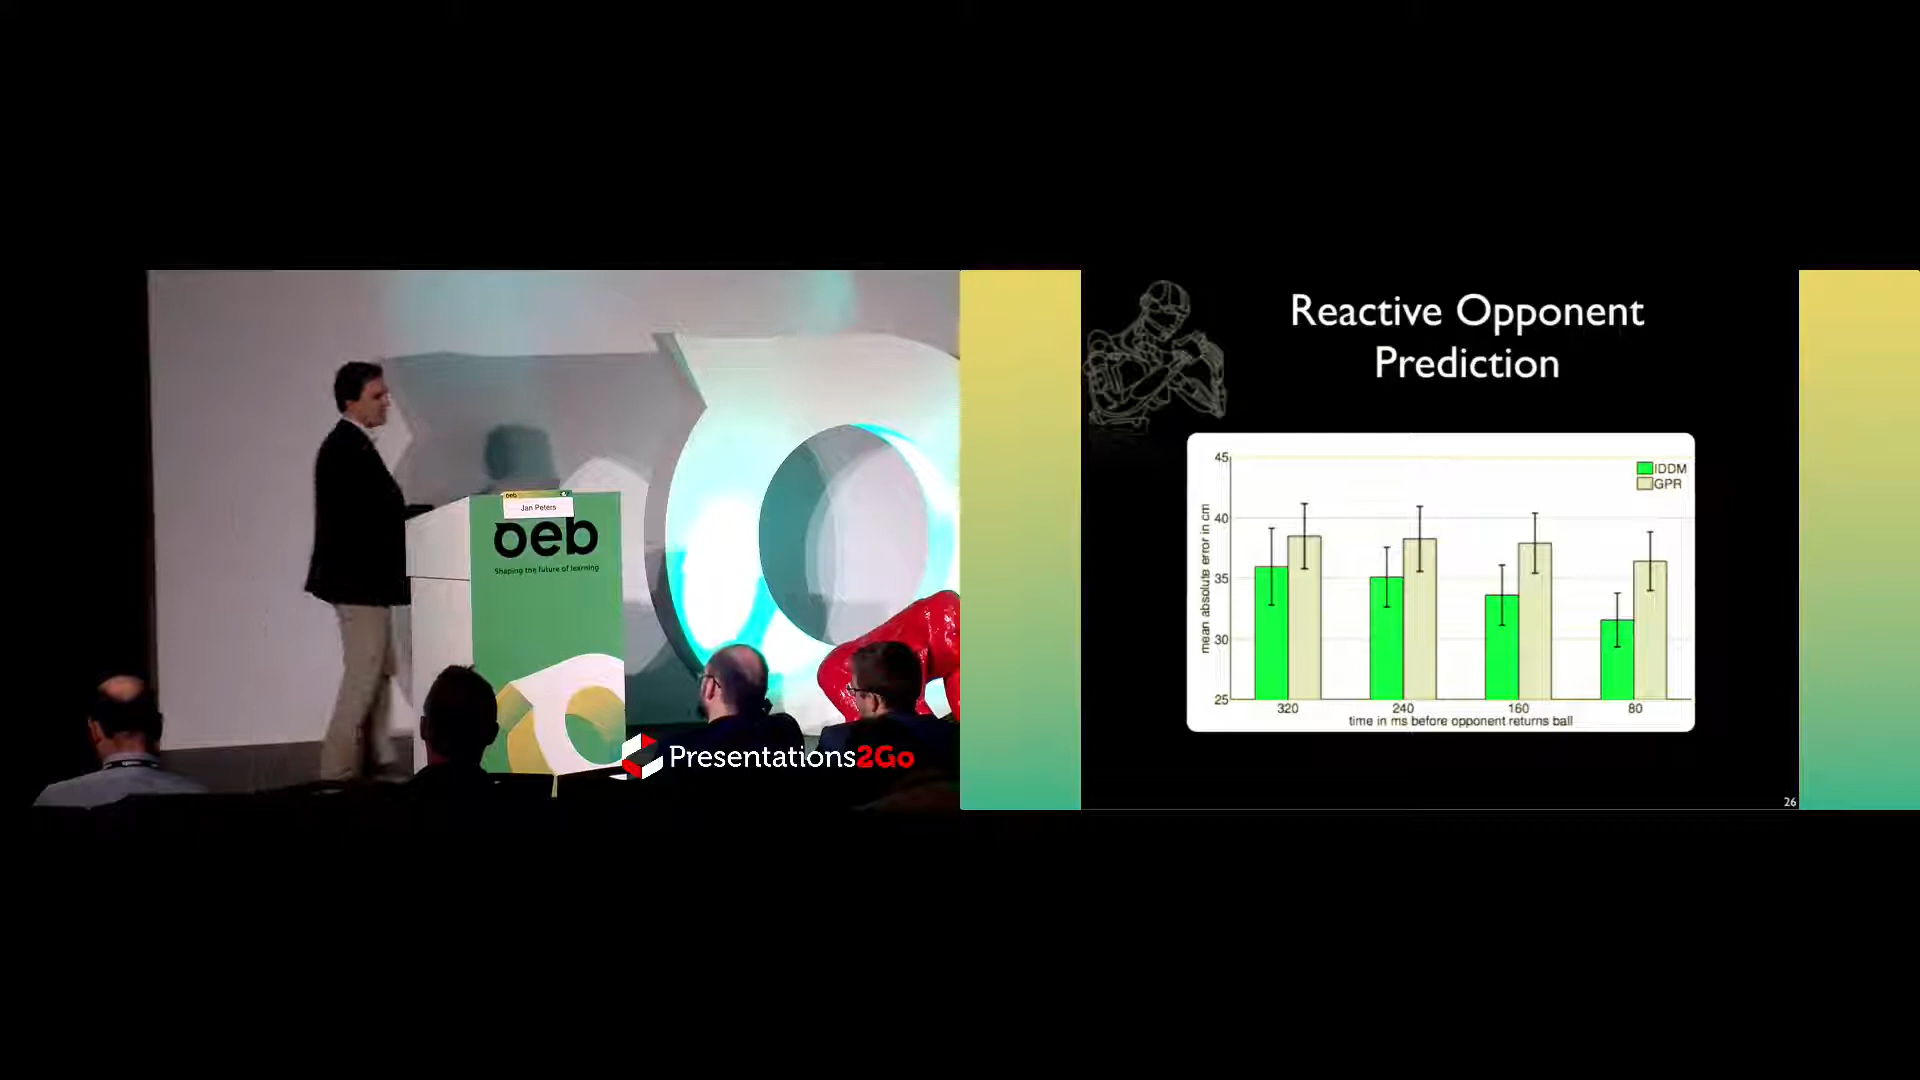 oeb
Jan Peters
oeb
Shaping the future of learning
Presentations2Go
Reactive Opponent
Prediction
45
40
35
30
25
mean absolute error in cm
IDDM
GPR
320 240 160 80
time in ms before opponent returns ball
26